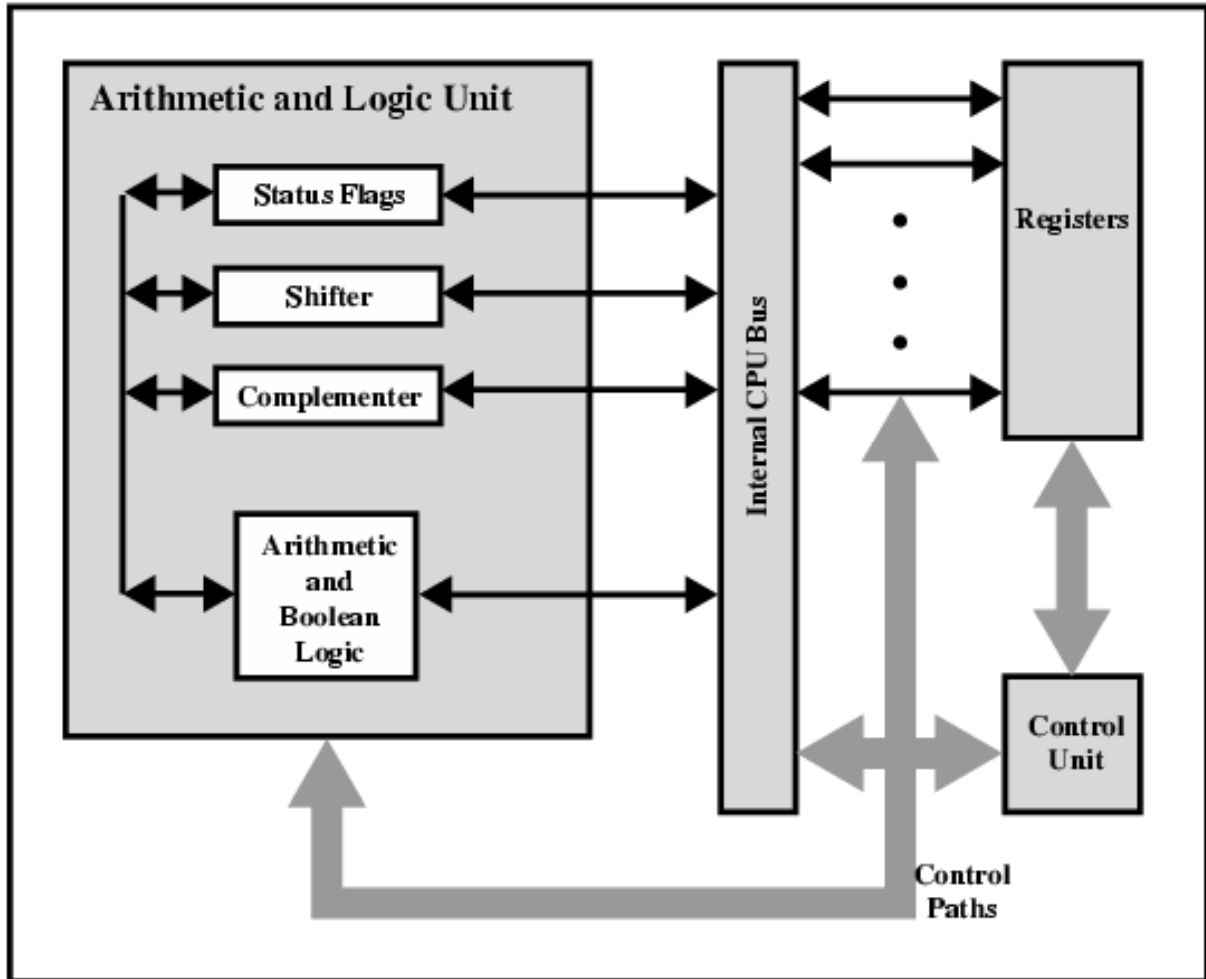 Arithmetic and Logic Unit
Status Flags
Shifter
Complementer
Arithmetic
and
Boolean
Logic
Internal CPU Bus
Registers
Control
Unit
Control
Paths